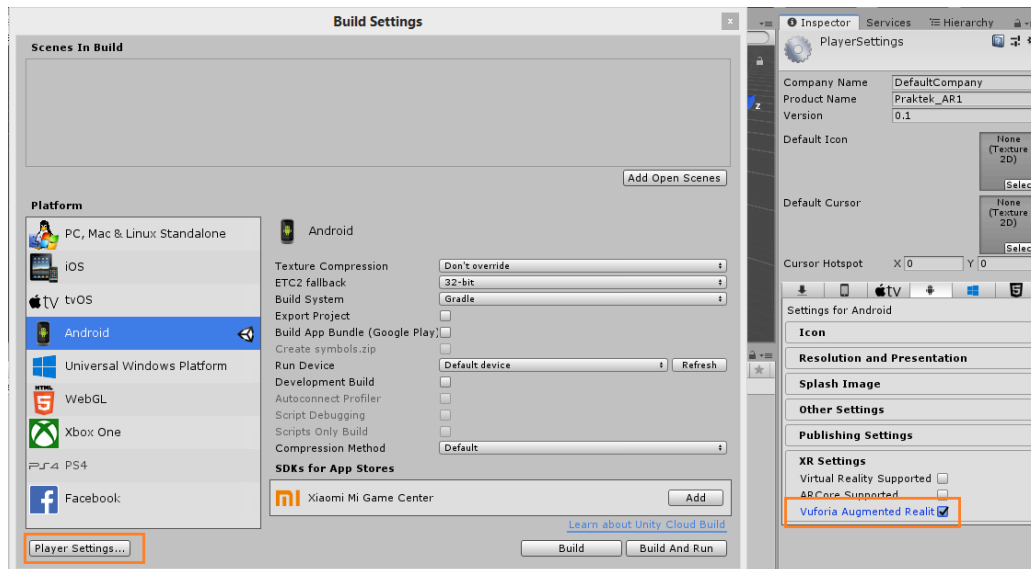 Build Settings
x
Scenes In Build
Add Open Scenes
Platform
PC, Mac & Linux Standalone
iOS
tv tvOS
Android
Universal Windows Platform
HTML 5 WebGL
Xbox One
PS4 PS4
f Facebook
Player Settings...
Android
Texture Compression Don't override
ETC2 fallback 32-bit
Build System Gradle
Export Project
Build App Bundle (Google Play)
Create symbols.zip
Run Device Default device Refresh
Development Build
Autoconnect Profiler
Script Debugging
Scripts Only Build
Compression Method Default
SDKs for App Stores
MI Xiaomi Mi Game Center Add
Learn about Unity Cloud Build
Build Build And Run
z
Inspector Services Hierarchy
PlayerSettings
Company Name DefaultCompany
Product Name Praktek_AR1
Version 0.1
Default Icon None
(Texture
2D)
Selec
Default Cursor None
(Texture
2D)
Selec
Cursor Hotspot X 0 Y 0
tv 5
Settings for Android
Icon
Resolution and Presentation
Splash Image
Other Settings
Publishing Settings
XR Settings
Virtual Reality Supported
ARCore Supported
Vuforia Augmented Realit